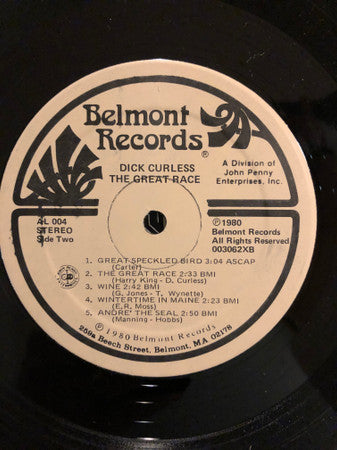 Belmont
Records®
DICK CURLESS
THE GREAT RACE
A Division of
John Penny
Enterprises, Inc.
AL 004
STEREO
Side Two
℗1980
Belmont Records
All Rights Reserved
003062XB
1. GREAT SPECKLED BIRD 3:04 ASCAP
(Carter)
2. THE GREAT RACE 2:33 BMI
(Harry King - D. Curless)
3. WINE 2:42 BMI
(G. Jones - T. Wynette)
4. WINTERTIME IN MAINE 2:23 BMI
(E.R. Moss)
5. ANDRE' THE SEAL 2:50 BMI
(Manning - Hobbs)
℗ 1980 Belmont Records
259a Beech Street, Belmont, MA 02178